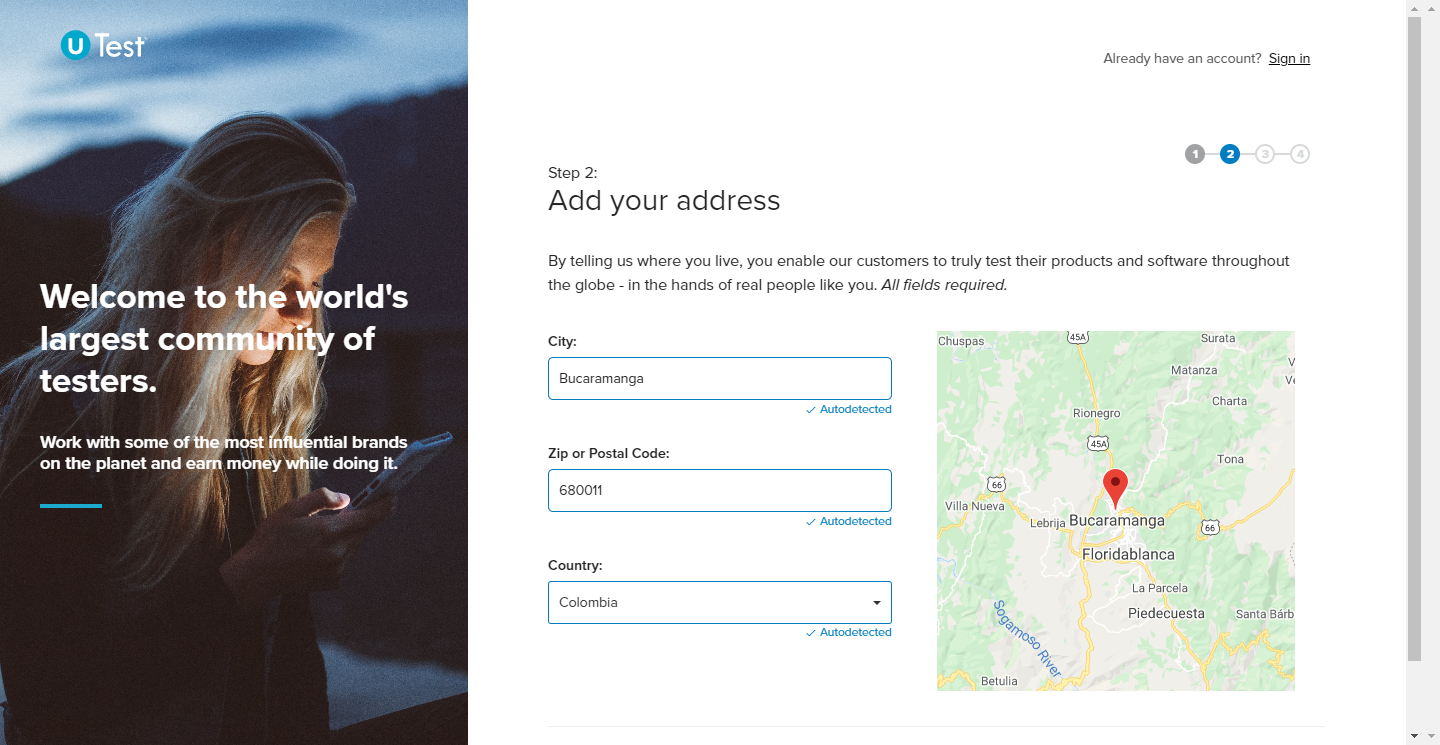 U Test
Welcome to the world's
largest community of
testers.
Work with some of the most influential brands
on the planet and earn money while doing it.
Already have an account? Sign in
1 2 3 4
Step 2:
Add your address
By telling us where you live, you enable our customers to truly test their products and software throughout
the globe - in the hands of real people like you. All fields required.
City:
Bucaramanga
Autodetected
Zip or Postal Code:
680011
Autodetected
Country:
Colombia
Autodetected
Chuspas
45A
Surata
Matanza
Charta
Rionegro
45A
Tona
66
Villa Nueva
Lebrija
Bucaramanga
66
Floridablanca
La Parcela
Piedecuesta
Santa Bárb
Sogamoso River
Betulia